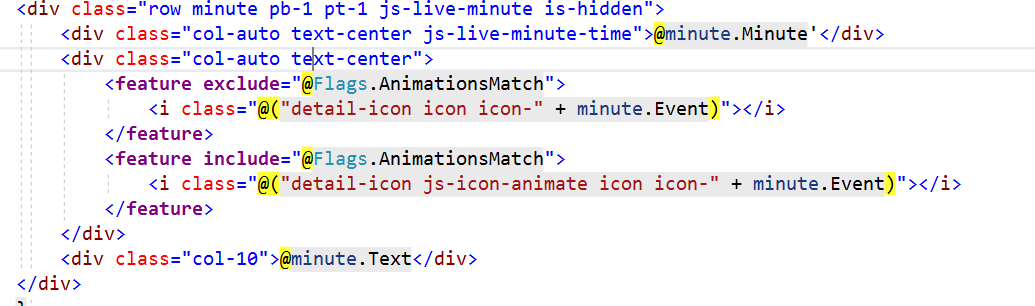 <div class="row minute pb-1 pt-1 js-live-minute is-hidden">
<div class="col-auto text-center js-live-minute-time">@minute.Minute'</div>
<div class="col-auto text-center">
<feature exclude="@Flags.AnimationsMatch">
<i class="@("detail-icon icon icon-" + minute.Event)"></i>
</feature>
<feature include="@Flags.AnimationsMatch">
<i class="@("detail-icon js-icon-animate icon icon-" + minute.Event)"></i>
</feature>
</div>
<div class="col-10">@minute.Text</div>
</div>